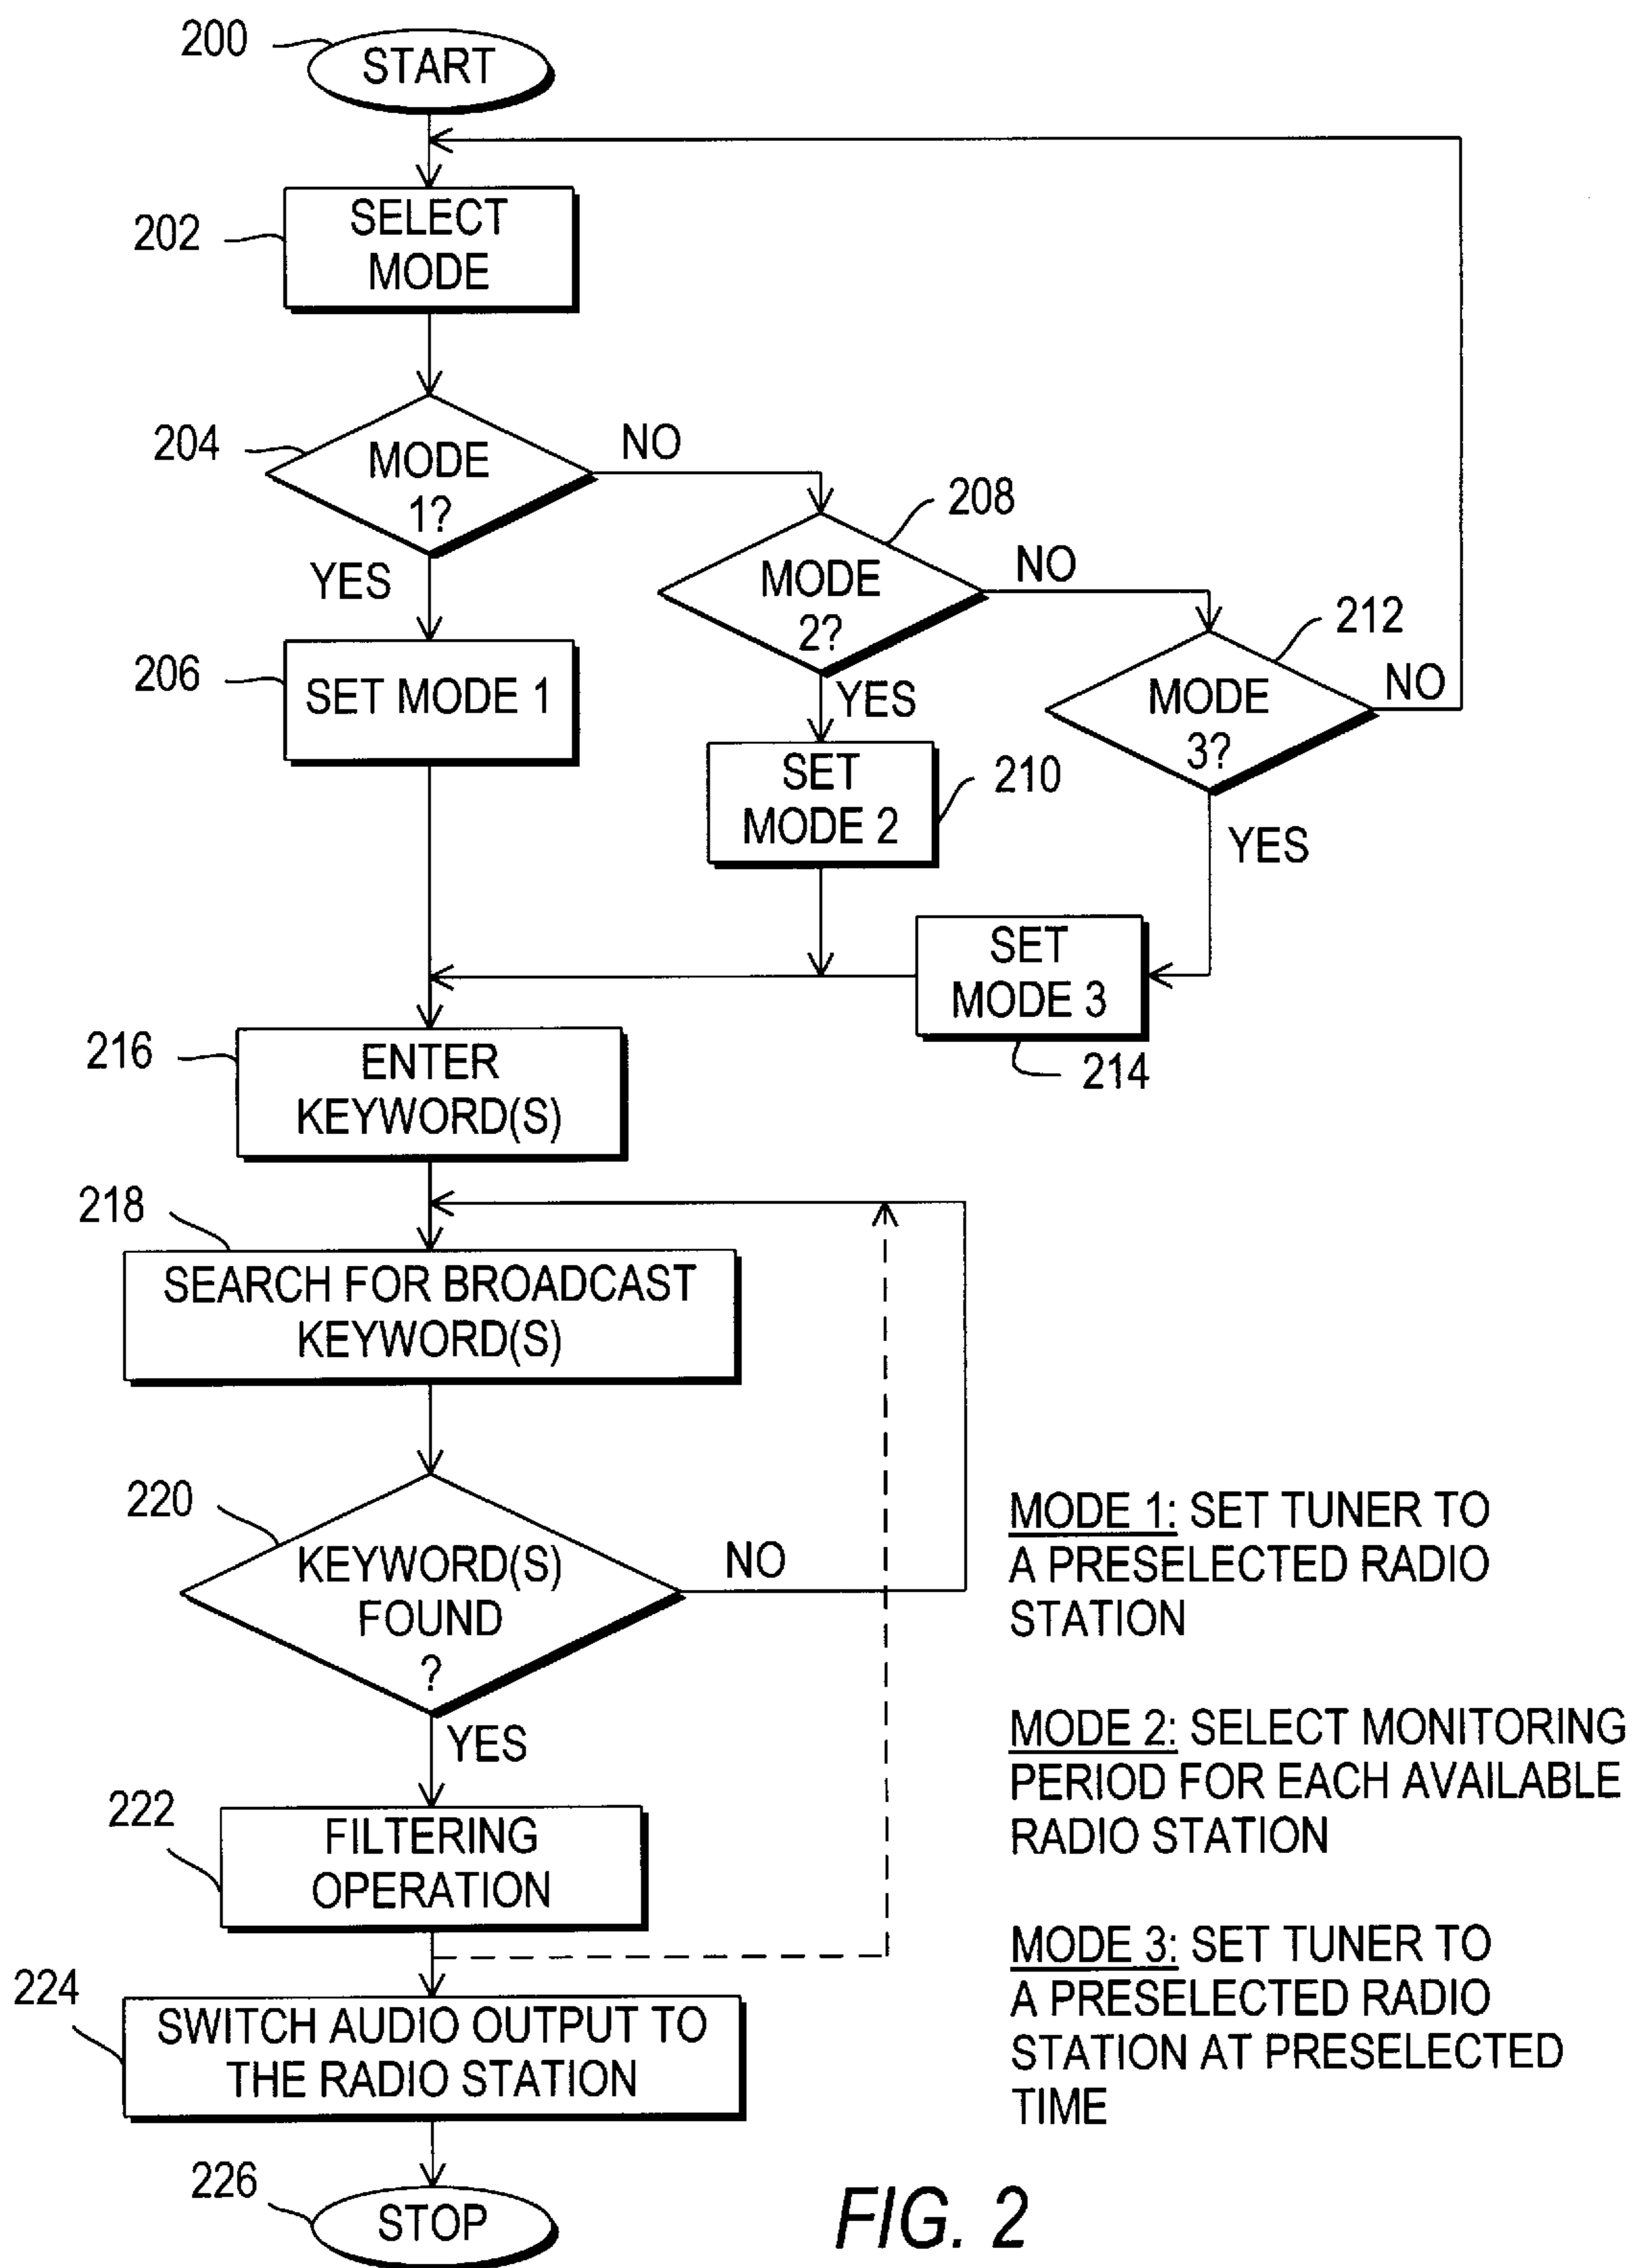 200
START
202
SELECT
MODE
204
MODE
1?
NO
YES
208
MODE
2?
NO
YES
212
MODE
3?
NO
YES
206
SET MODE 1
SET
MODE 2
210
SET
MODE 3
214
216
ENTER
KEYWORD(S)
218
SEARCH FOR BROADCAST
KEYWORD(S)
220
KEYWORD(S)
FOUND
?
NO
YES
222
FILTERING
OPERATION
224
SWITCH AUDIO OUTPUT TO
THE RADIO STATION
226
STOP
MODE 1: SET TUNER TO
A PRESELECTED RADIO
STATION
MODE 2: SELECT MONITORING
PERIOD FOR EACH AVAILABLE
RADIO STATION
MODE 3: SET TUNER TO
A PRESELECTED RADIO
STATION AT PRESELECTED
TIME
FIG. 2